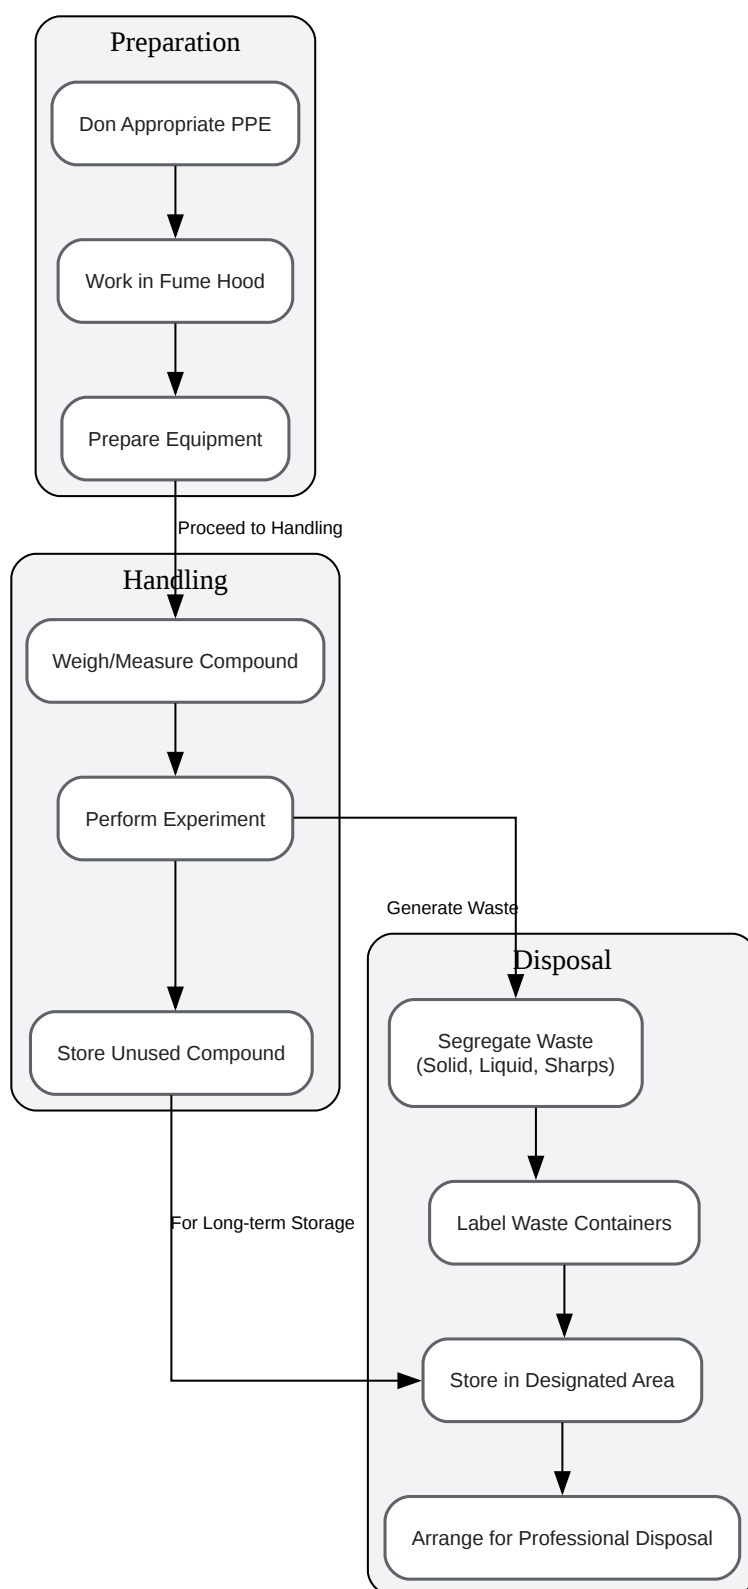 Preparation
Don Appropriate PPE
Work in Fume Hood
Prepare Equipment
Proceed to Handling
Handling
Weigh/Measure Compound
Perform Experiment
Generate Waste
Disposal
Segregate Waste
(Solid, Liquid, Sharps)
Store Unused Compound
For Long-term Storage
Label Waste Containers
Store in Designated Area
Arrange for Professional Disposal